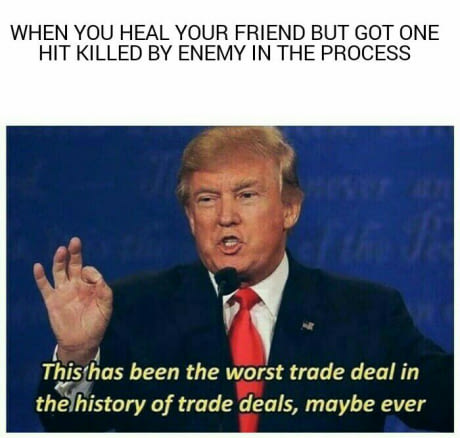 WHEN YOU HEAL YOUR FRIEND BUT GOT ONE
HIT KILLED BY ENEMY IN THE PROCESS
This has been the worst trade deal in
the history of trade deals, maybe ever